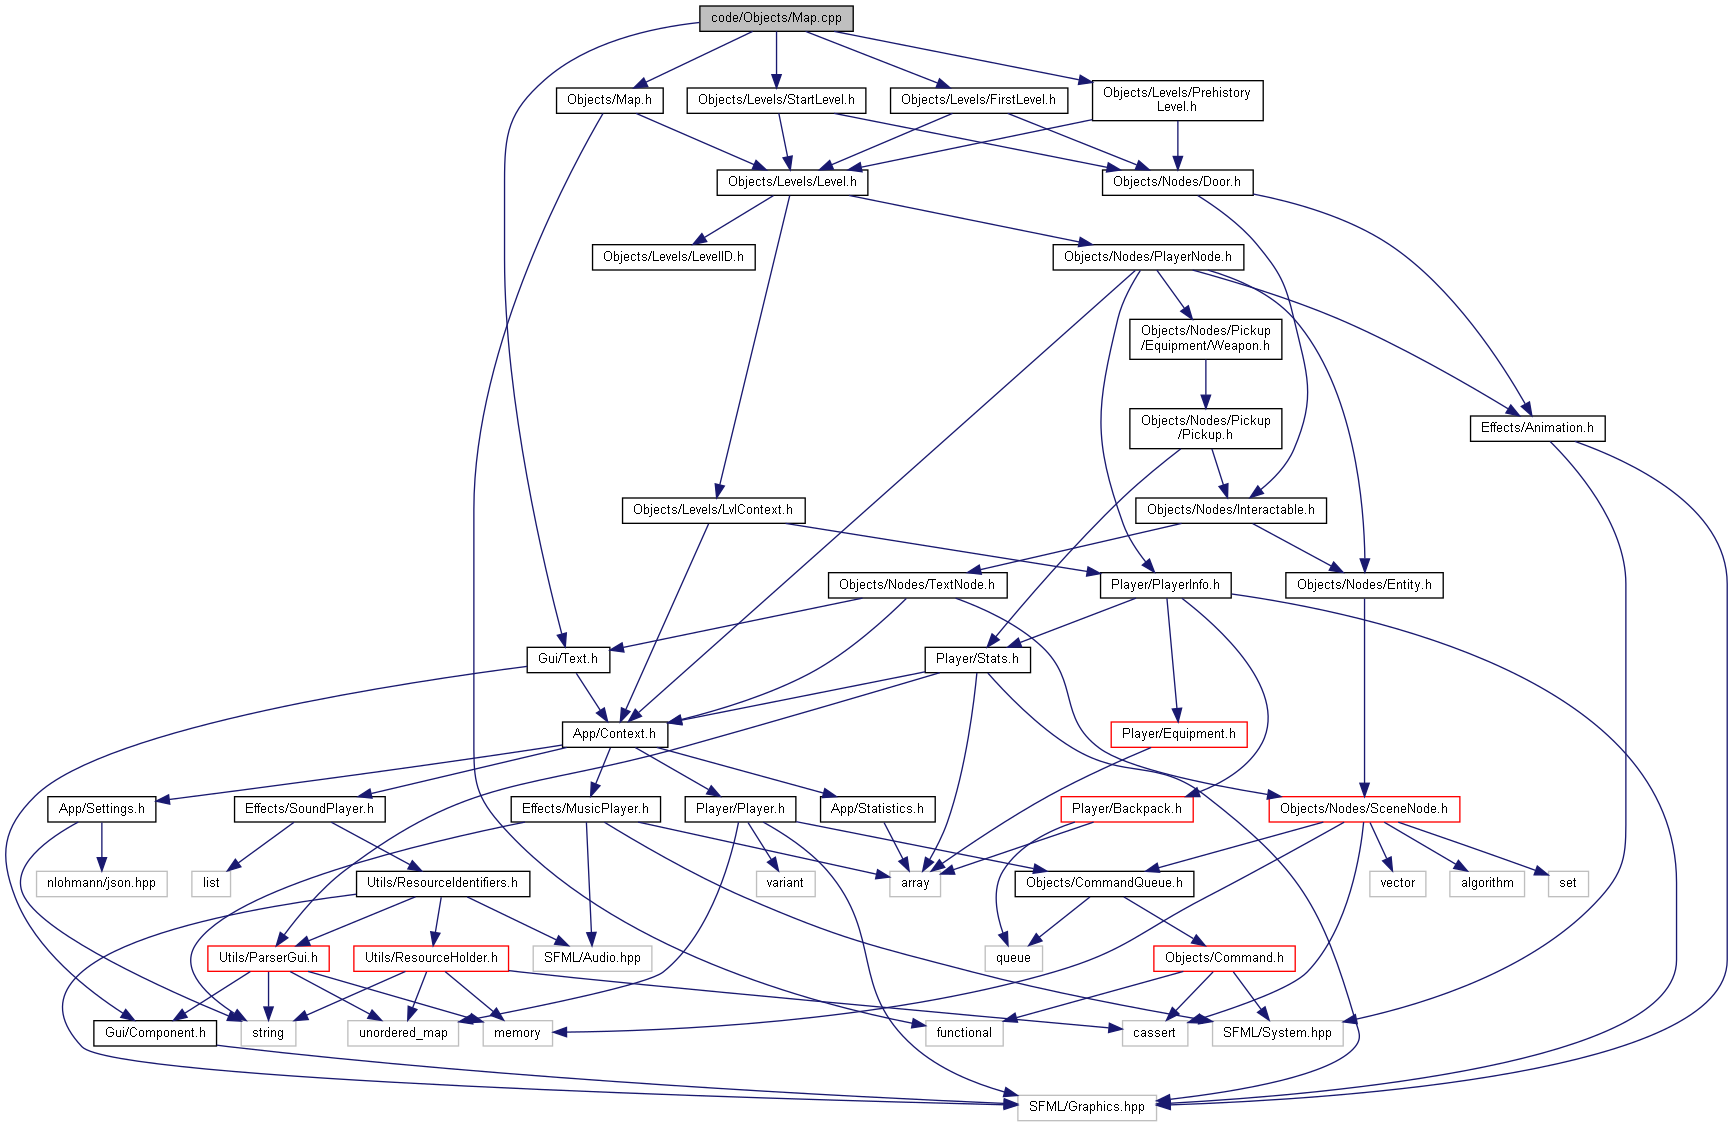 code/Objects/Map.cpp
Objects/Map.h
Objects/Levels/StartLevel.h
Objects/Levels/FirstLevel.h
Objects/Levels/Prehistory
Level.h
Objects/Levels/Level.h
Objects/Nodes/Door.h
Objects/Levels/LevelID.h
Objects/Nodes/PlayerNode.h
Objects/Nodes/Pickup
/Equipment/Weapon.h
Objects/Nodes/Pickup
/Pickup.h
Effects/Animation.h
Objects/Levels/LvlContext.h
Objects/Nodes/Interactable.h
Objects/Nodes/TextNode.h
Player/PlayerInfo.h
Objects/Nodes/Entity.h
Gui/Text.h
Player/Stats.h
App/Context.h
Player/Equipment.h
App/Settings.h
Effects/SoundPlayer.h
Effects/MusicPlayer.h
Player/Player.h
App/Statistics.h
Player/Backpack.h
Objects/Nodes/SceneNode.h
nlohmann/json.hpp
list
Utils/ResourceIdentifiers.h
variant
array
Objects/CommandQueue.h
vector
algorithm
set
Utils/ParserGui.h
Utils/ResourceHolder.h
SFML/Audio.hpp
queue
Objects/Command.h
Gui/Component.h
string
unordered_map
memory
functional
cassert
SFML/System.hpp
SFML/Graphics.hpp